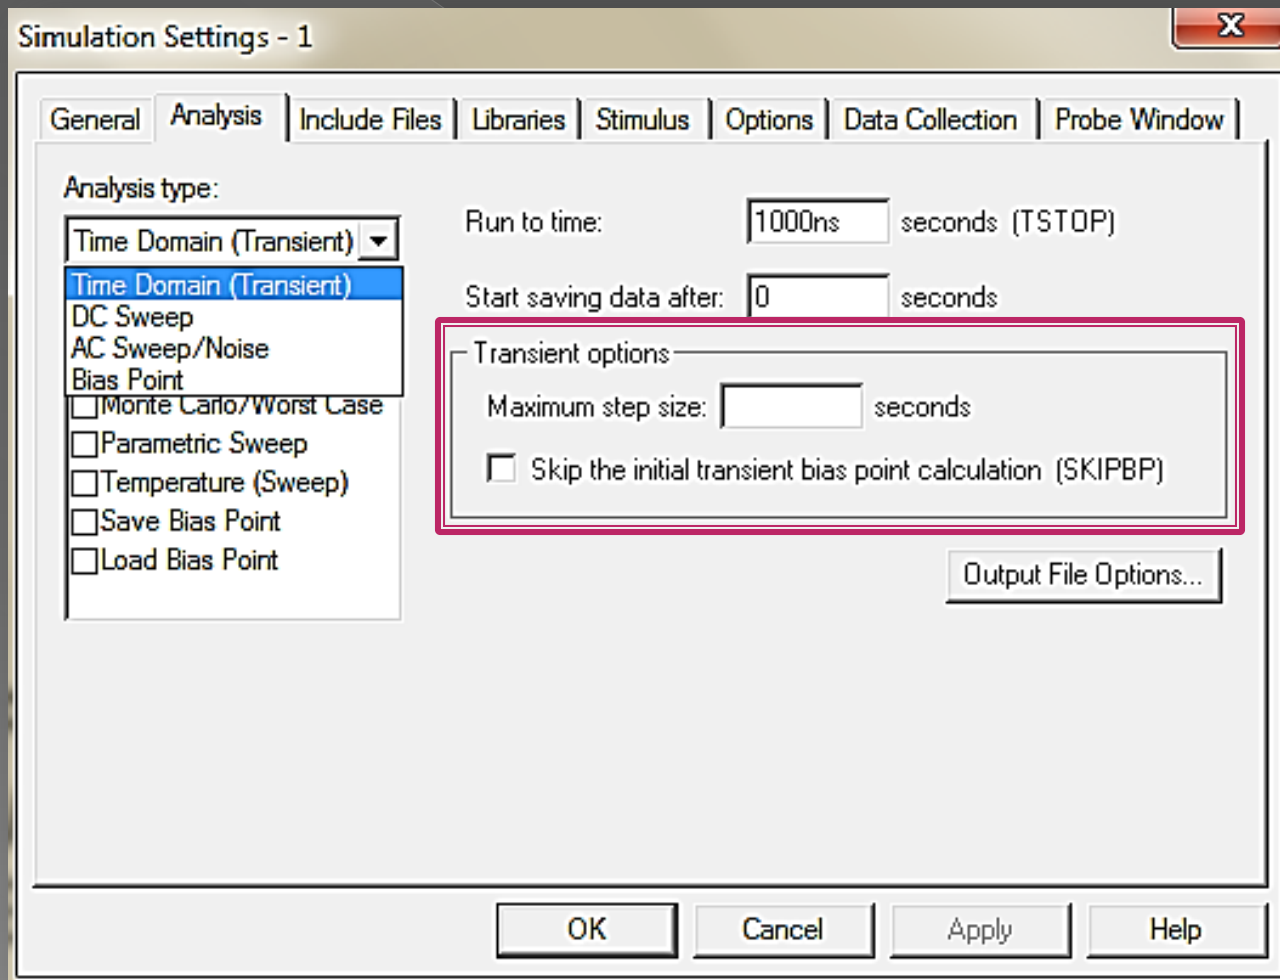 Simulation Settings - 1
X
General Analysis Include Files Libraries Stimulus Options Data Collection Probe Window
Analysis type:
Time Domain (Transient)
Time Domain (Transient)
DC Sweep
AC Sweep/Noise
Bias Point
Monte Carlo/Worst Case
Parametric Sweep
Temperature (Sweep)
Save Bias Point
Load Bias Point
Run to time: 1000ns seconds (TSTOP)
Start saving data after: 0 seconds
Transient options
Maximum step size: seconds
Skip the initial transient bias point calculation (SKIPBP)
Output File Options...
OK Cancel Apply Help